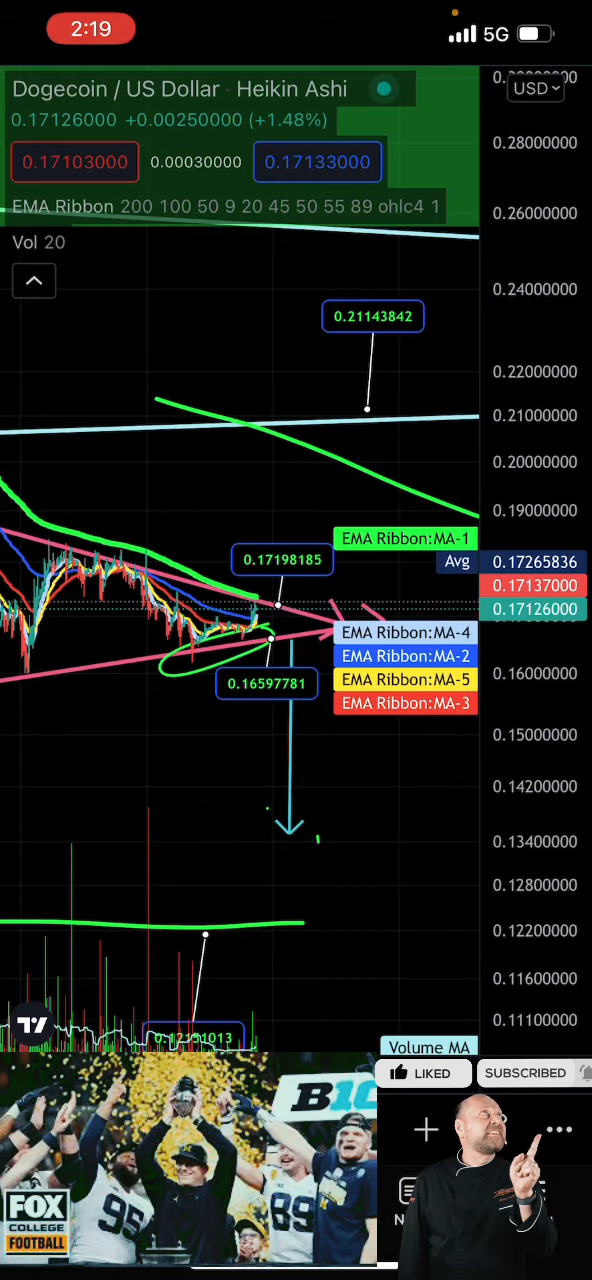 2:19
5G
Dogecoin / US Dollar · Heikin Ashi
USD
0.17126000 +0.00250000 (+1.48%)
0.17103000 0.00030000 0.17133000
EMA Ribbon 200 100 50 9 20 45 50 55 89 ohlc4 1
Vol 20
0.28000000
0.26000000
0.24000000
0.21143842
0.22000000
0.21000000
0.20000000
0.19000000
EMA Ribbon:MA-1
0.17198185
Avg 0.17265836
0.17137000
0.17126000
EMA Ribbon:MA-4
EMA Ribbon:MA-2
0.16000000
EMA Ribbon:MA-5
0.16597781
EMA Ribbon:MA-3
0.15000000
0.14200000
0.13400000
0.12800000
0.12200000
0.11600000
0.11100000
0.12151013
Volume MA
LIKED
SUBSCRIBED
B1G
95
89
FOX
COLLEGE
FOOTBALL